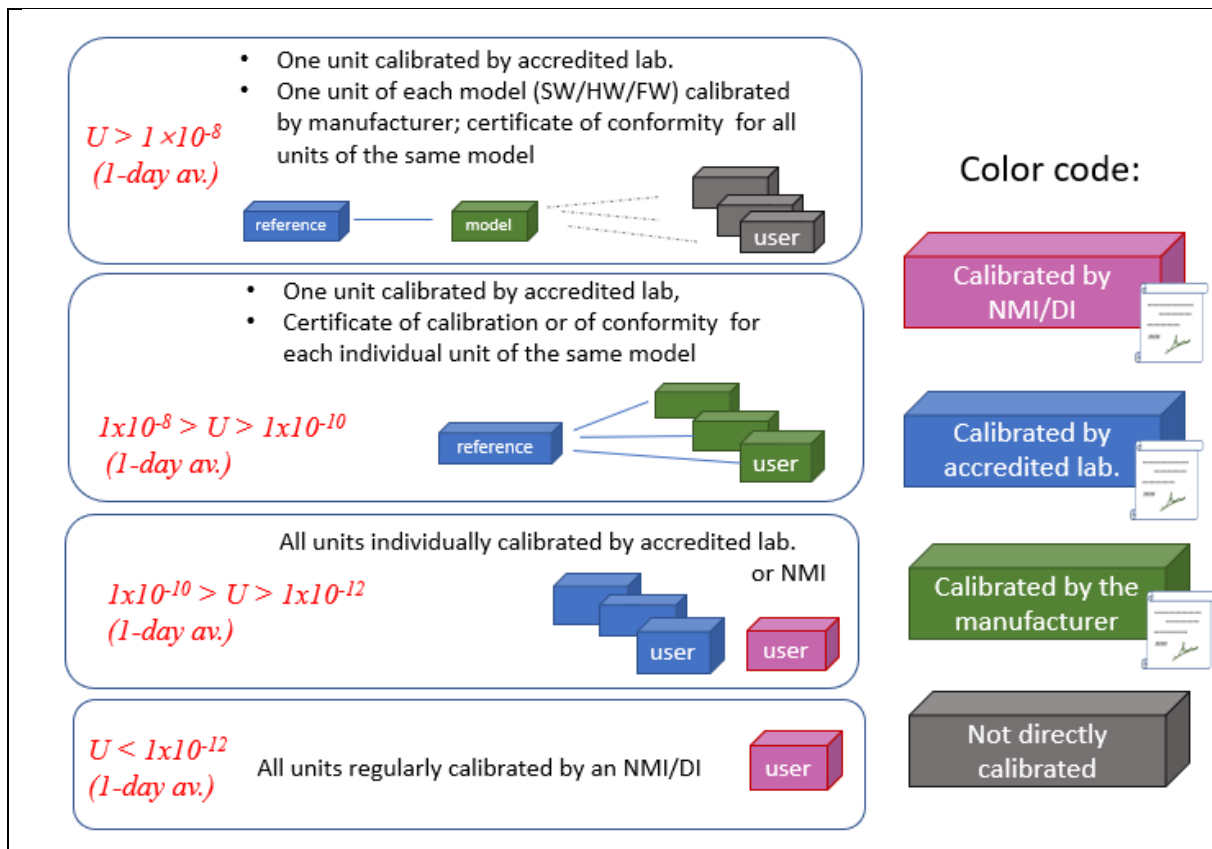 • One unit calibrated by accredited lab.
• One unit of each model (SW/HW/FW) calibrated
by manufacturer; certificate of conformity for all
units of the same model
U > 1×10⁻⁸
(1-day av.)
reference
model
user
• One unit calibrated by accredited lab,
• Certificate of calibration or of conformity for
each individual unit of the same model
1x10⁻⁸ > U > 1x10⁻¹⁰
(1-day av.)
reference
user
All units individually calibrated by accredited lab.
or NMI
1x10⁻¹⁰ > U > 1x10⁻¹²
(1-day av.)
user
user
U < 1x10⁻¹²
(1-day av.)
All units regularly calibrated by an NMI/DI
user
Color code:
Calibrated by
NMI/DI
Calibrated by
accredited lab.
Calibrated by the
manufacturer
Not directly
calibrated